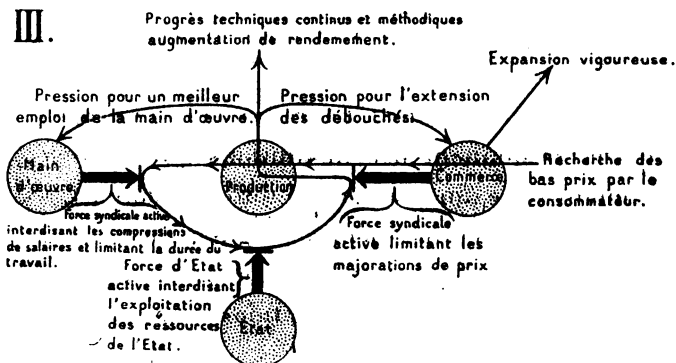 III.
Progrès techniques continus et méthodiques
augmentation de rendement.
Expansion vigoureuse.
Pression pour un meilleur
emploi de la main d'œuvre.
Pression pour l'extension
des débouchés.
Main
d'œuvre
Production
Commerce
Recherche des
bas prix par le
consommateur.
Force syndicale active
interdisant les compressions
de salaires et limitant la durée du
travail.
Force syndicale
active limitant les
majorations de prix
Force d'Etat
active interdisant
l'exploitation
des ressources
de l'Etat.
Etat